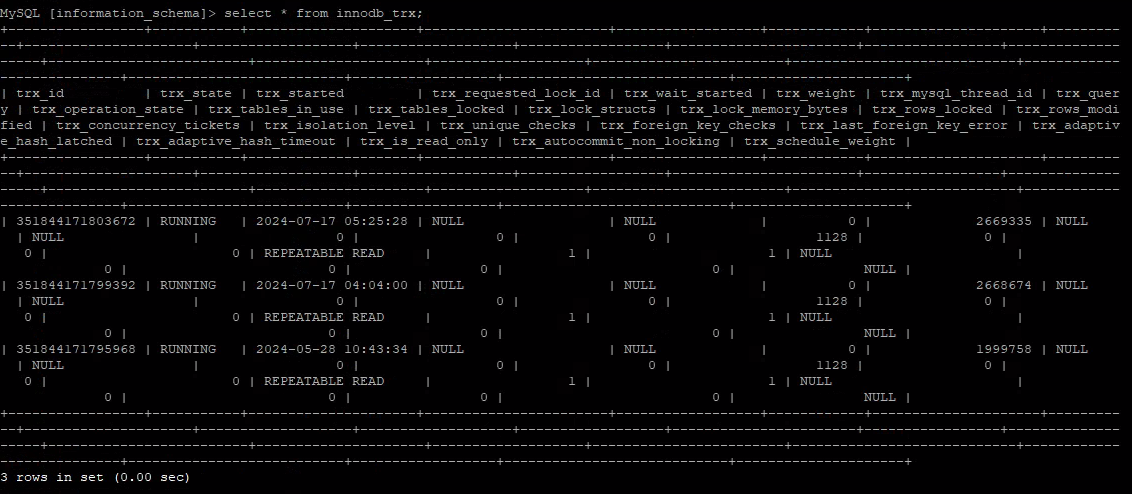 MySQL [information_schema]> select * from innodb_trx;
| trx_id | trx_state | trx_started | trx_requested_lock_id | trx_wait_started | trx_weight | trx_mysql_thread_id | trx_quer
y | trx_operation_state | trx_tables_in_use | trx_tables_locked | trx_lock_structs | trx_lock_memory_bytes | trx_rows_locked | trx_rows_modi
fied | trx_concurrency_tickets | trx_isolation_level | trx_unique_checks | trx_foreign_key_checks | trx_last_foreign_key_error | trx_adaptiv
e_hash_latched | trx_adaptive_hash_timeout | trx_is_read_only | trx_autocommit_non_locking | trx_schedule_weight |
| 351844171803672 | RUNNING | 2024-07-17 05:25:28 | NULL | NULL | 0 | 2669335 | NULL
| NULL | 0 | 0 | 0 | 1128 | 0 |
0 | 0 | REPEATABLE READ | 1 | 1 | NULL |
0 | 0 | 0 | 0 | NULL |
| 351844171799392 | RUNNING | 2024-07-17 04:04:00 | NULL | NULL | 0 | 2668674 | NULL
| NULL | 0 | 0 | 0 | 1128 | 0 |
0 | 0 | REPEATABLE READ | 1 | 1 | NULL |
0 | 0 | 0 | 0 | NULL |
| 351844171795968 | RUNNING | 2024-05-28 10:43:34 | NULL | NULL | 0 | 1999758 | NULL
| NULL | 0 | 0 | 0 | 1128 | 0 |
0 | 0 | REPEATABLE READ | 1 | 1 | NULL |
0 | 0 | 0 | 0 | NULL |
3 rows in set (0.00 sec)